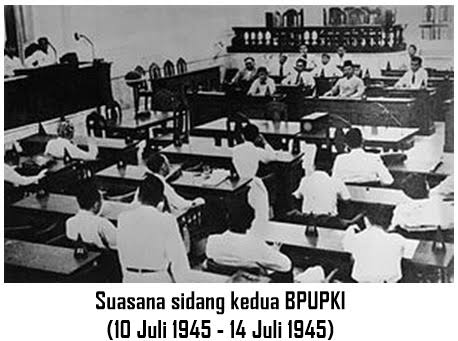 Suasana sidang kedua BPUPKI
(10 Juli 1945 - 14 Juli 1945)